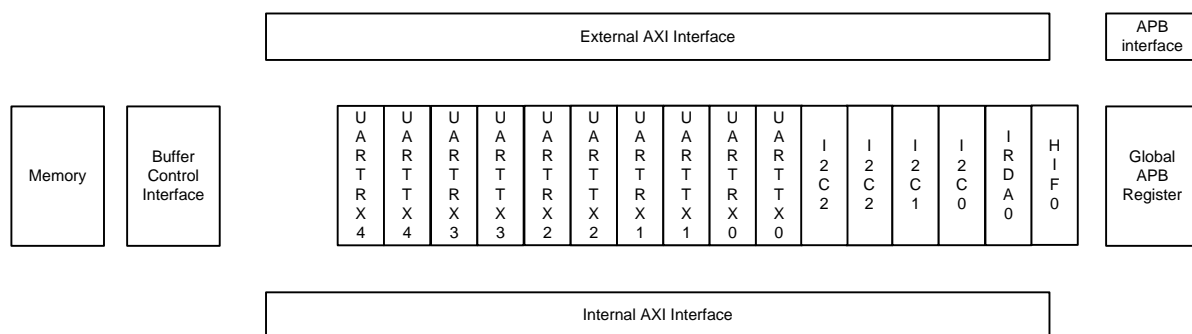 External AXI Interface
APB
interface
Memory
Buffer
Control
Interface
UARTRX4
UARTTX4
UARTRX3
UARTTX3
UARTRX2
UARTTX2
UARTRX1
UARTTX1
UARTRX0
UARTTX0
I2C2
I2C2
I2C1
I2C0
IRDA0
HIF0
Global
APB
Register
Internal AXI Interface